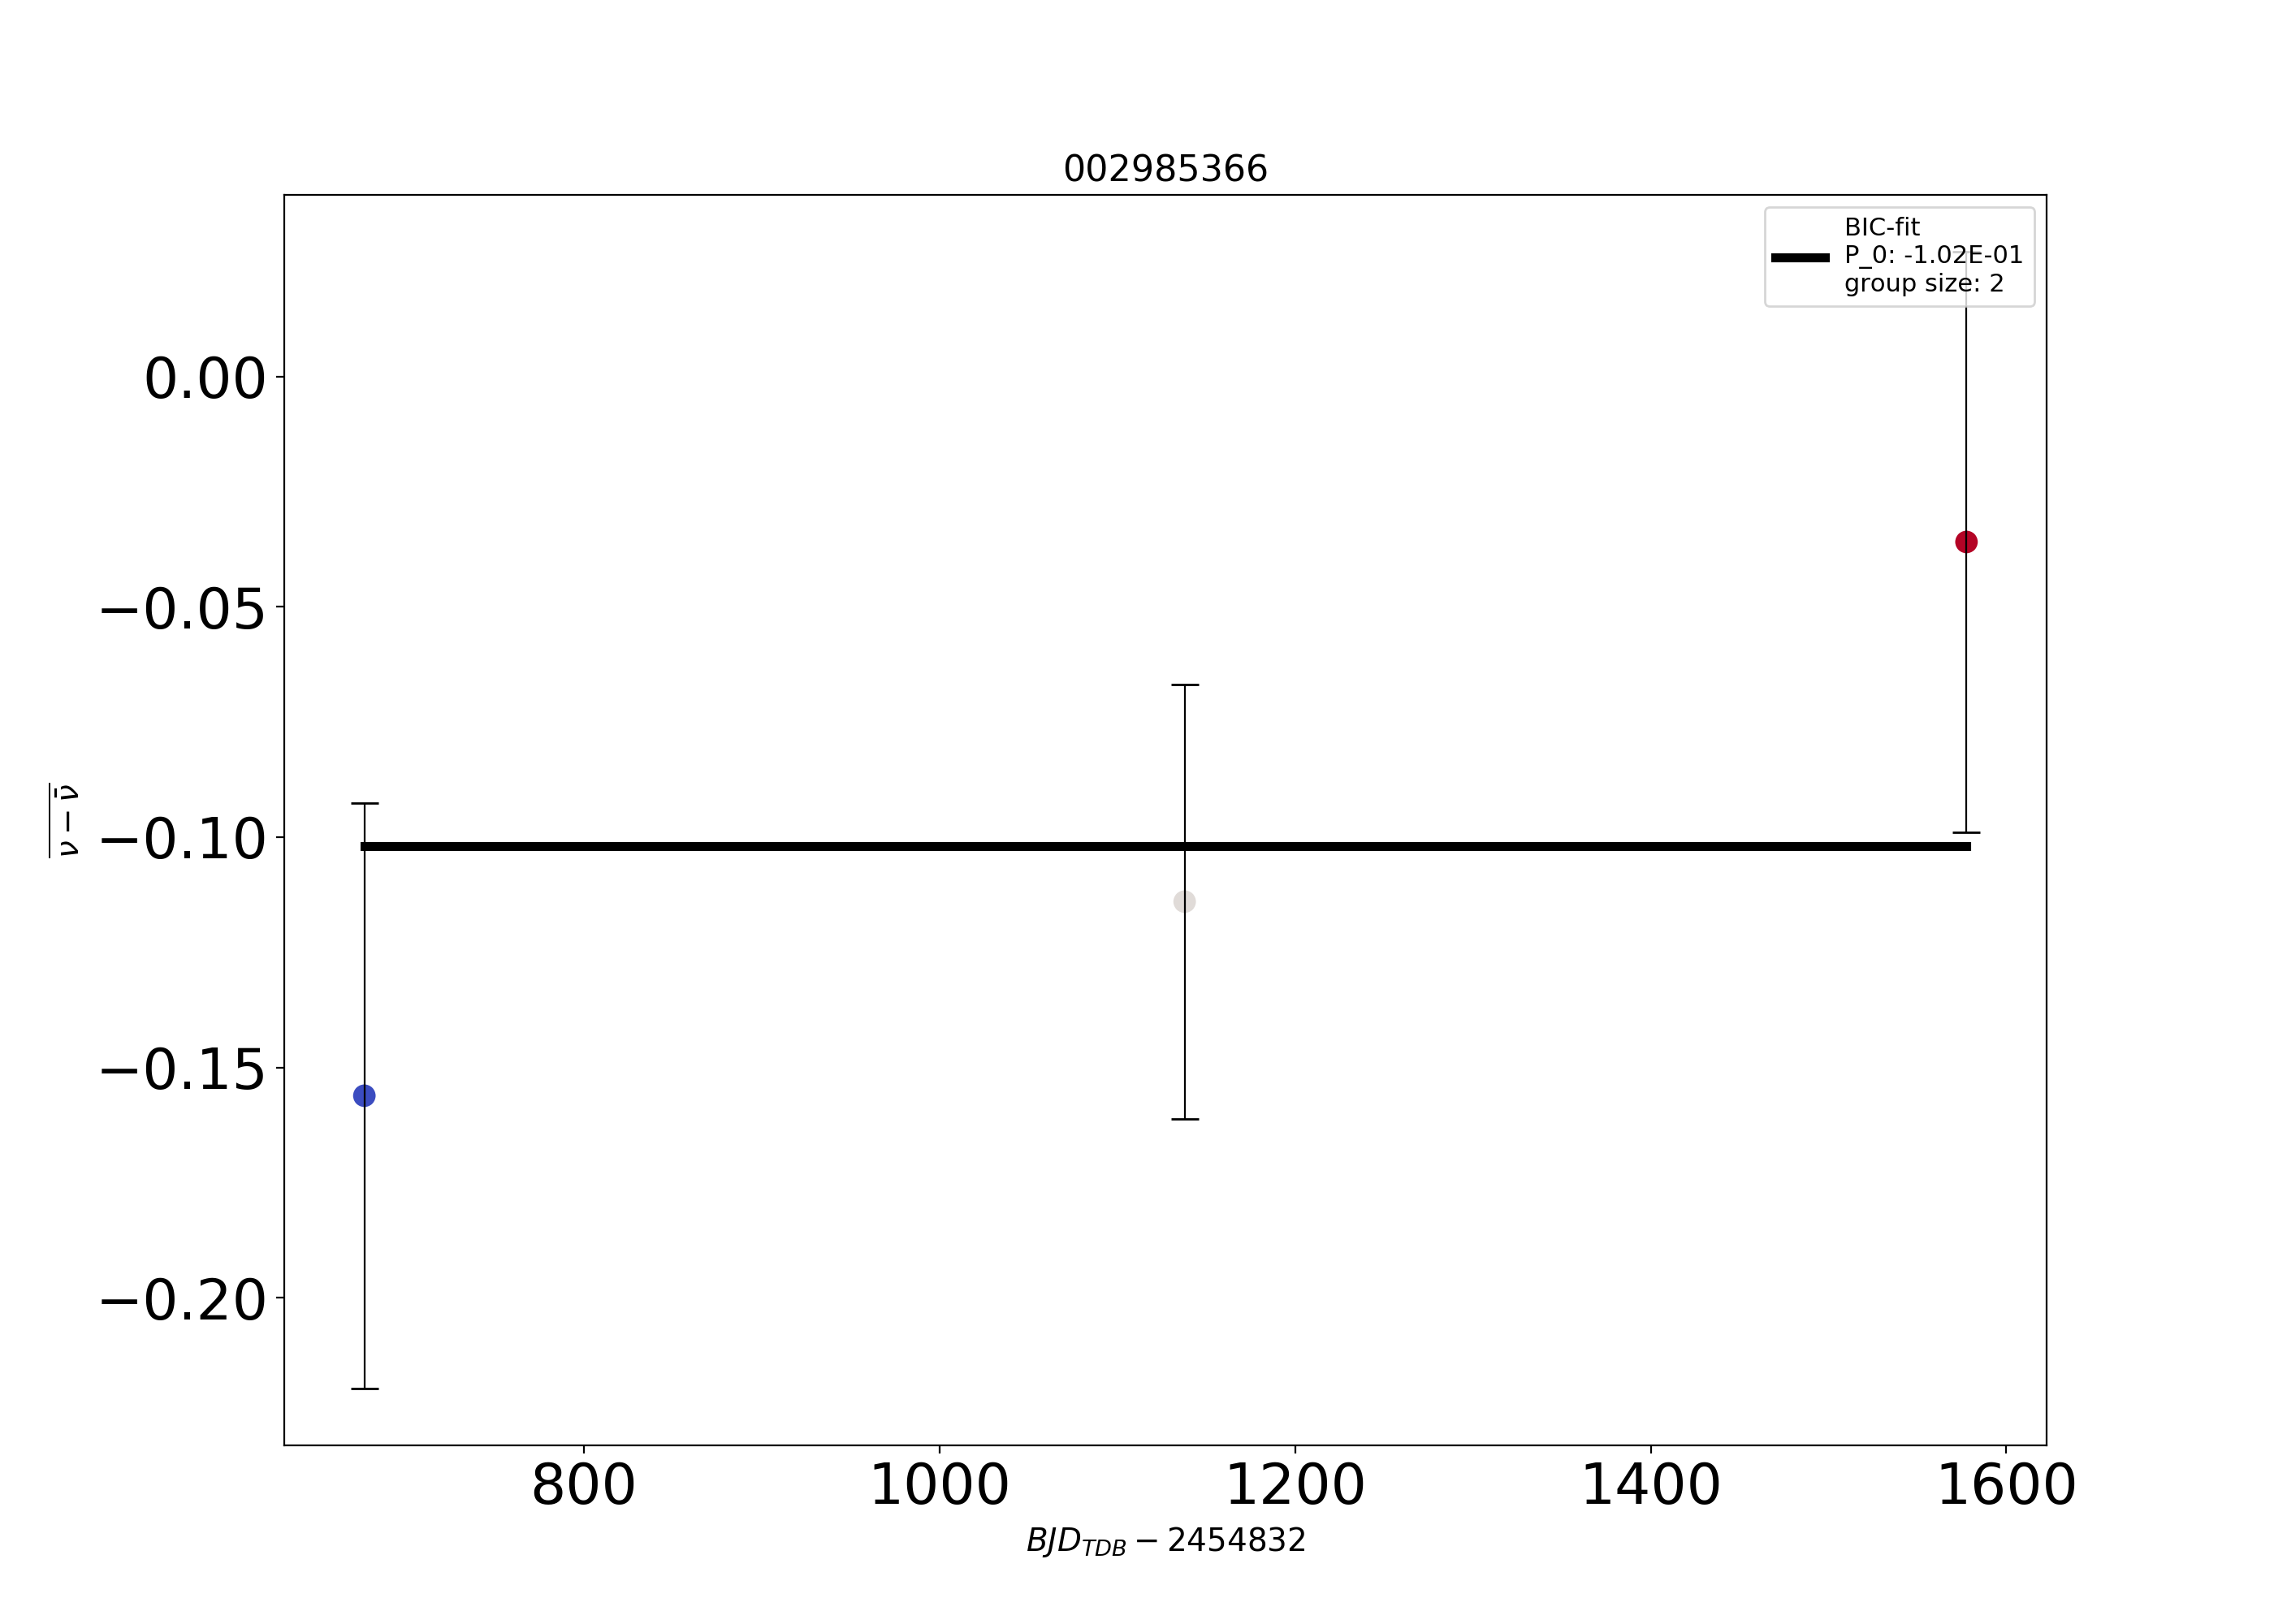 002985366
BIC-fit
P_0: -1.02E-01
group size: 2
0.00
−0.05
−0.10
−0.15
−0.20
ν − ν̄
800 1000 1200 1400 1600
BJD_TDB − 2454832